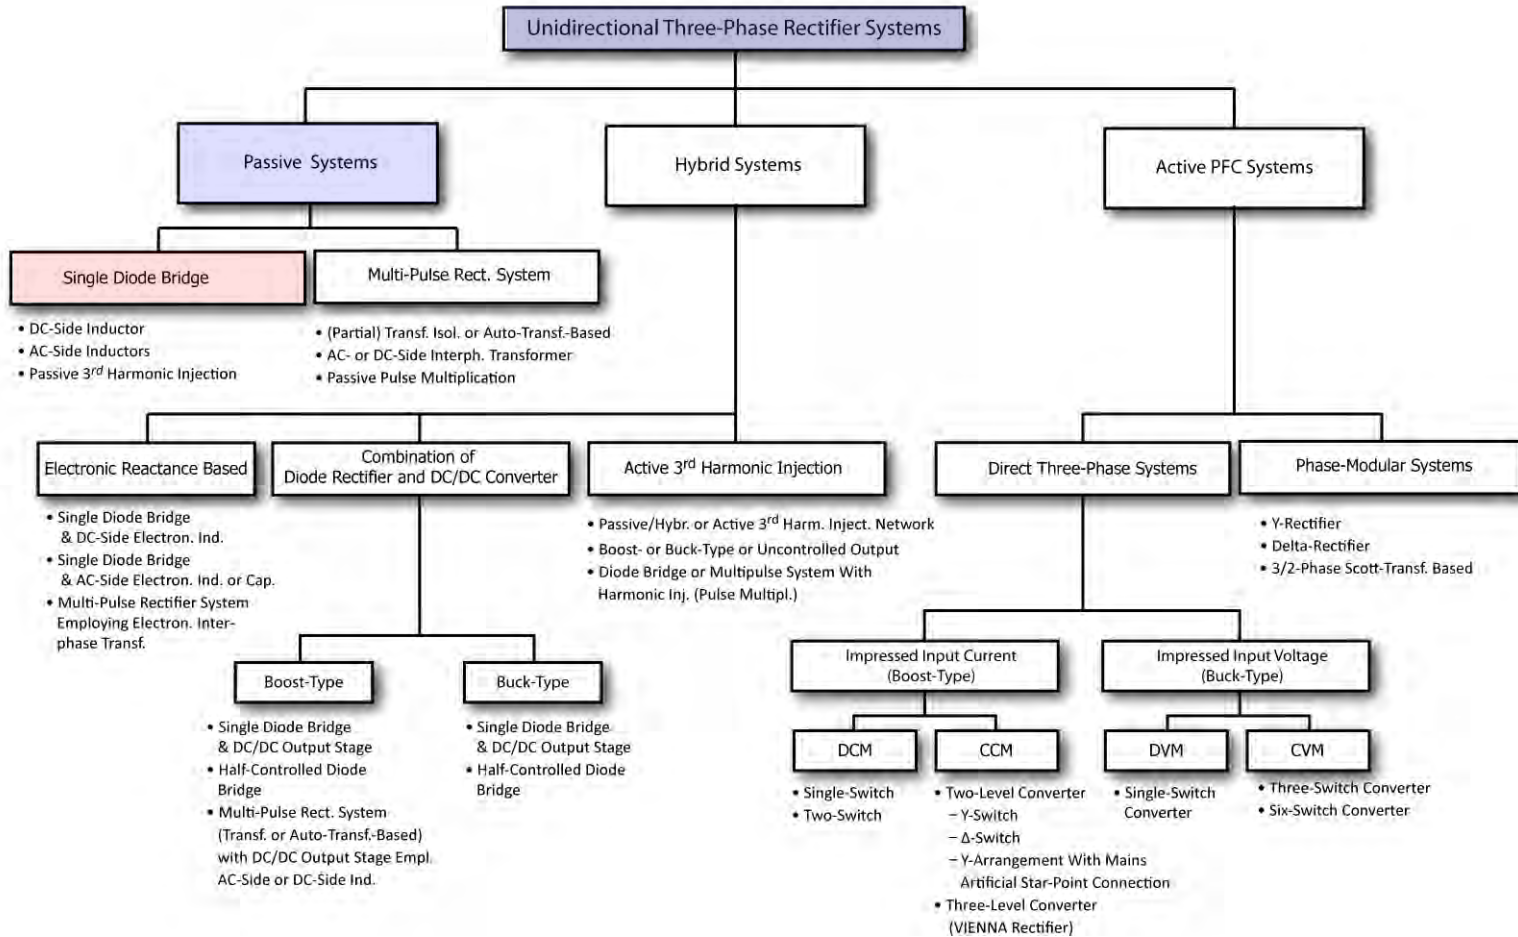 Unidirectional Three-Phase Rectifier Systems
Passive Systems
Hybrid Systems
Active PFC Systems
Single Diode Bridge
Multi-Pulse Rect. System
• DC-Side Inductor
• AC-Side Inductors
• Passive 3rd Harmonic Injection
• (Partial) Transf. Isol. or Auto-Transf.-Based
• AC- or DC-Side Interph. Transformer
• Passive Pulse Multiplication
Electronic Reactance Based
Combination of
Diode Rectifier and DC/DC Converter
Active 3rd Harmonic Injection
Direct Three-Phase Systems
Phase-Modular Systems
• Single Diode Bridge
& DC-Side Electron. Ind.
• Single Diode Bridge
& AC-Side Electron. Ind. or Cap.
• Multi-Pulse Rectifier System
Employing Electron. Inter-
phase Transf.
• Passive/Hybr. or Active 3rd Harm. Inject. Network
• Boost- or Buck-Type or Uncontrolled Output
• Diode Bridge or Multipulse System With
Harmonic Inj. (Pulse Multipl.)
• Y-Rectifier
• Delta-Rectifier
• 3/2-Phase Scott-Transf. Based
Boost-Type
Buck-Type
Impressed Input Current
(Boost-Type)
Impressed Input Voltage
(Buck-Type)
• Single Diode Bridge
& DC/DC Output Stage
• Half-Controlled Diode
Bridge
• Multi-Pulse Rect. System
(Transf. or Auto-Transf.-Based)
with DC/DC Output Stage Empl.
AC-Side or DC-Side Ind.
• Single Diode Bridge
& DC/DC Output Stage
• Half-Controlled Diode
Bridge
DCM
CCM
DVM
CVM
• Single-Switch
• Two-Switch
• Two-Level Converter
– Y-Switch
– Δ-Switch
– Y-Arrangement With Mains
Artificial Star-Point Connection
• Three-Level Converter
(VIENNA Rectifier)
• Single-Switch
Converter
• Three-Switch Converter
• Six-Switch Converter